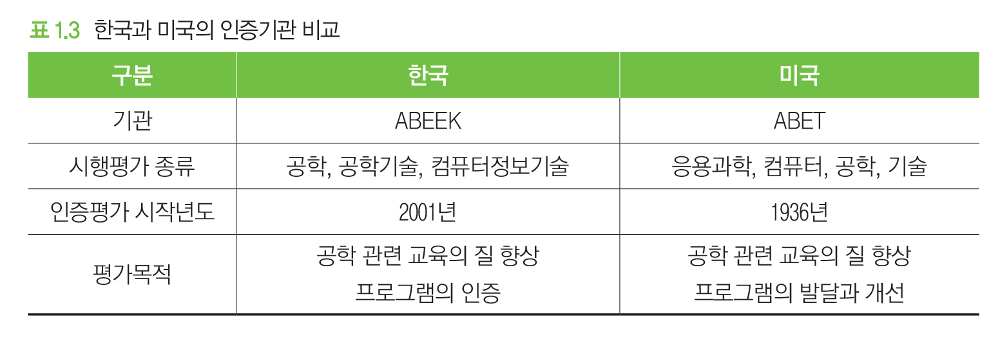 표 1.3 한국과 미국의 인증기관 비교
구분 한국 미국
기관 ABEEK ABET
시행평가 종류 공학, 공학기술, 컴퓨터정보기술 응용과학, 컴퓨터, 공학, 기술
인증평가 시작년도 2001년 1936년
평가목적
공학 관련 교육의 질 향상
프로그램의 인증
공학 관련 교육의 질 향상
프로그램의 발달과 개선